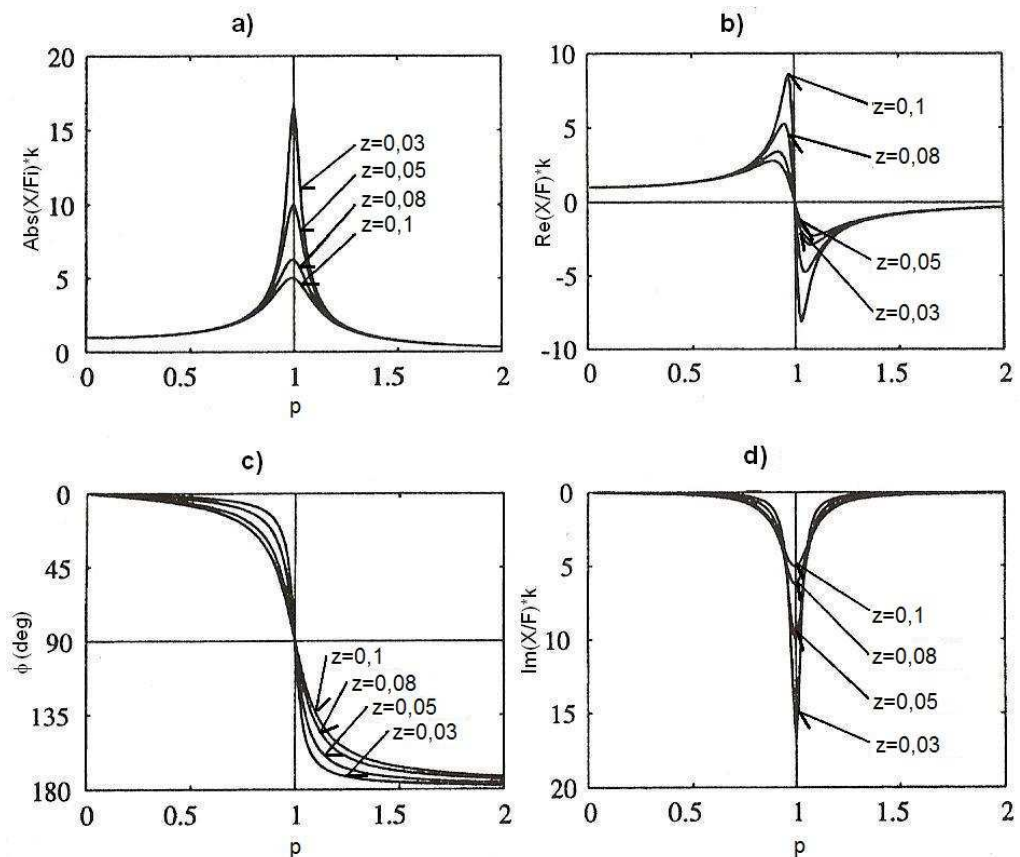 a)
20
15
10
5
0
Abs(X/Fi)*k
z=0,03
z=0,05
z=0,08
z=0,1
0
0.5
1
1.5
2
p
b)
10
5
0
-5
-10
Re(X/F)*k
z=0,1
z=0,08
z=0,05
z=0,03
0
0.5
1
1.5
2
c)
0
45
90
135
180
ϕ (deg)
z=0,1
z=0,08
z=0,05
z=0,03
0
0.5
1
1.5
2
p
d)
0
5
10
15
20
Im(X/F)*k
z=0,1
z=0,08
z=0,05
z=0,03
0
0.5
1
1.5
2
p